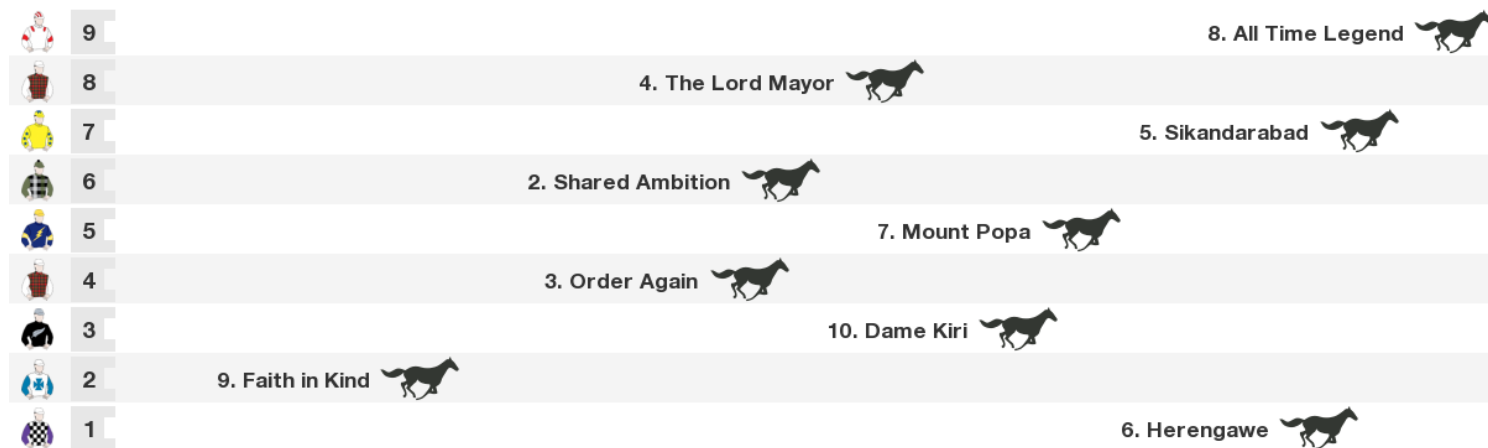 9 8. All Time Legend
8 4. The Lord Mayor
7 5. Sikandarabad
6 2. Shared Ambition
5 7. Mount Popa
4 3. Order Again
3 10. Dame Kiri
2 9. Faith in Kind
1 6. Herengawe